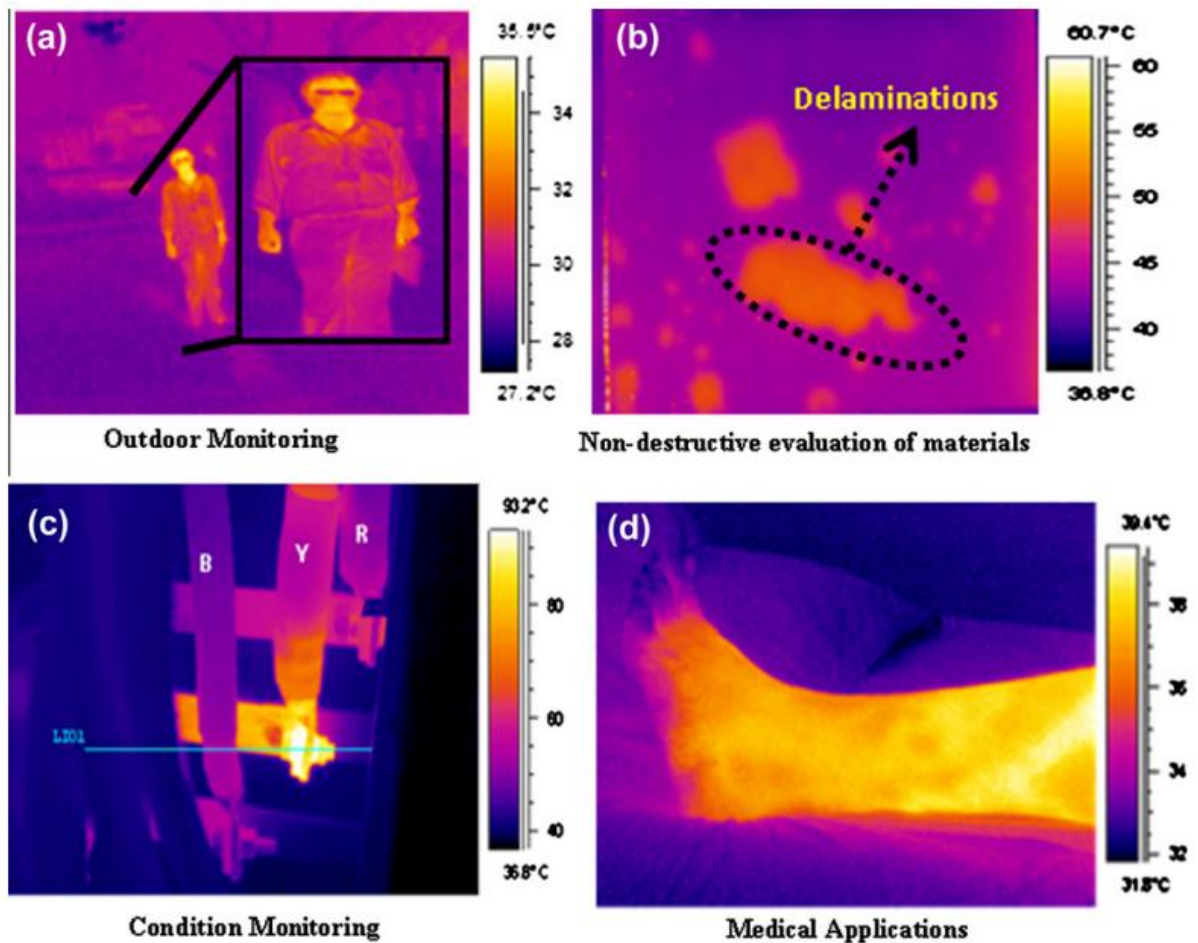 (a)
35.5°C
34
32
30
28
27.2°C
Outdoor Monitoring
(b)
Delaminations
60.7°C
60
55
50
45
40
36.8°C
Non-destructive evaluation of materials
(c)
B
Y
R
LI01
93.2°C
80
60
40
36.8°C
Condition Monitoring
(d)
39.4°C
38
36
34
32
31.8°C
Medical Applications